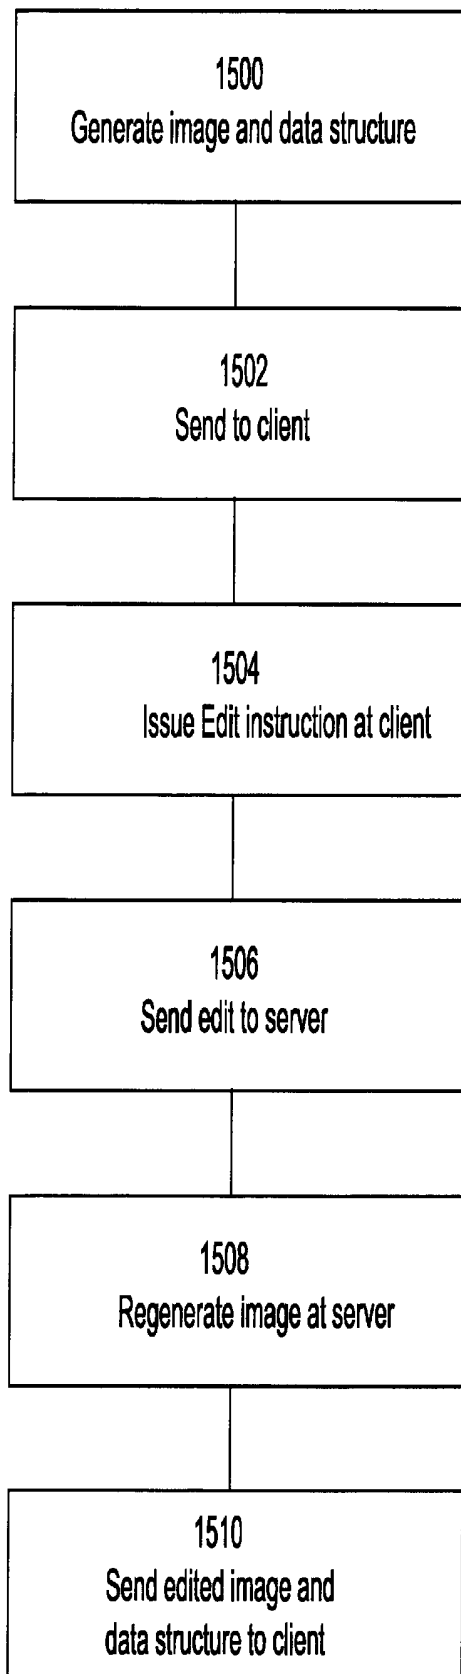 1500
Generate image and data structure
1502
Send to client
1504
Issue Edit instruction at client
1506
Send edit to server
1508
Regenerate image at server
1510
Send edited image and
data structure to client